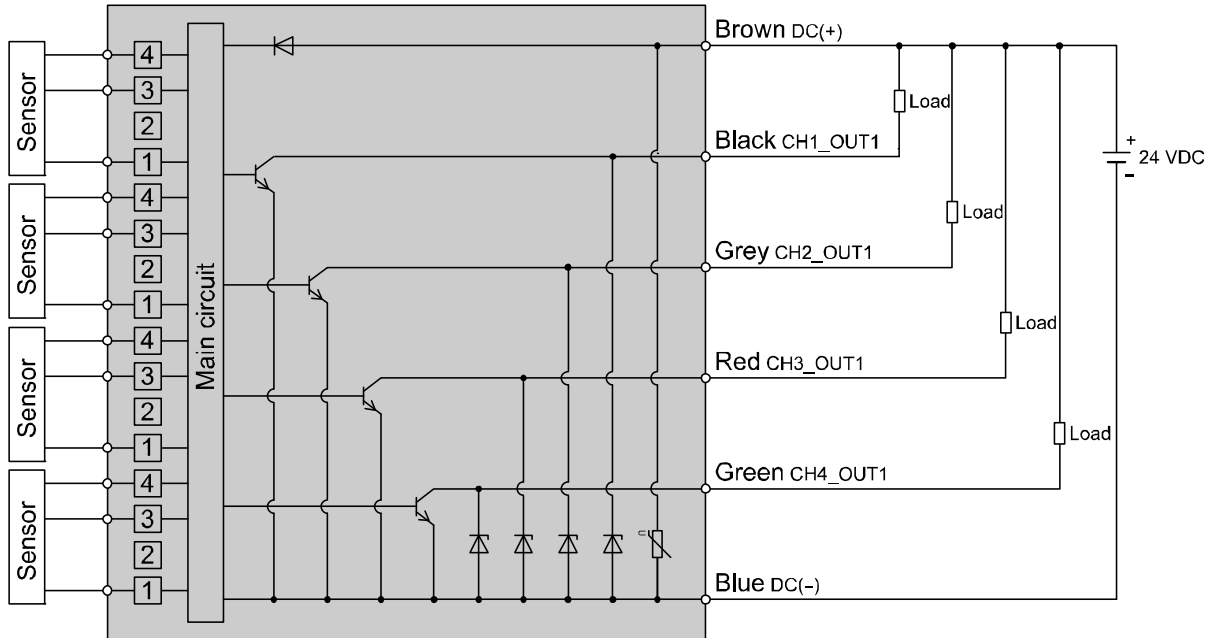 Brown DC(+)
Sensor
4
3
2
1
Load
Black CH1_OUT1
+
24 VDC
-
Sensor
4
3
2
1
Load
Grey CH2_OUT1
Main circuit
Sensor
4
3
2
1
Load
Red CH3_OUT1
Sensor
4
3
2
1
Load
Green CH4_OUT1
Blue DC(-)